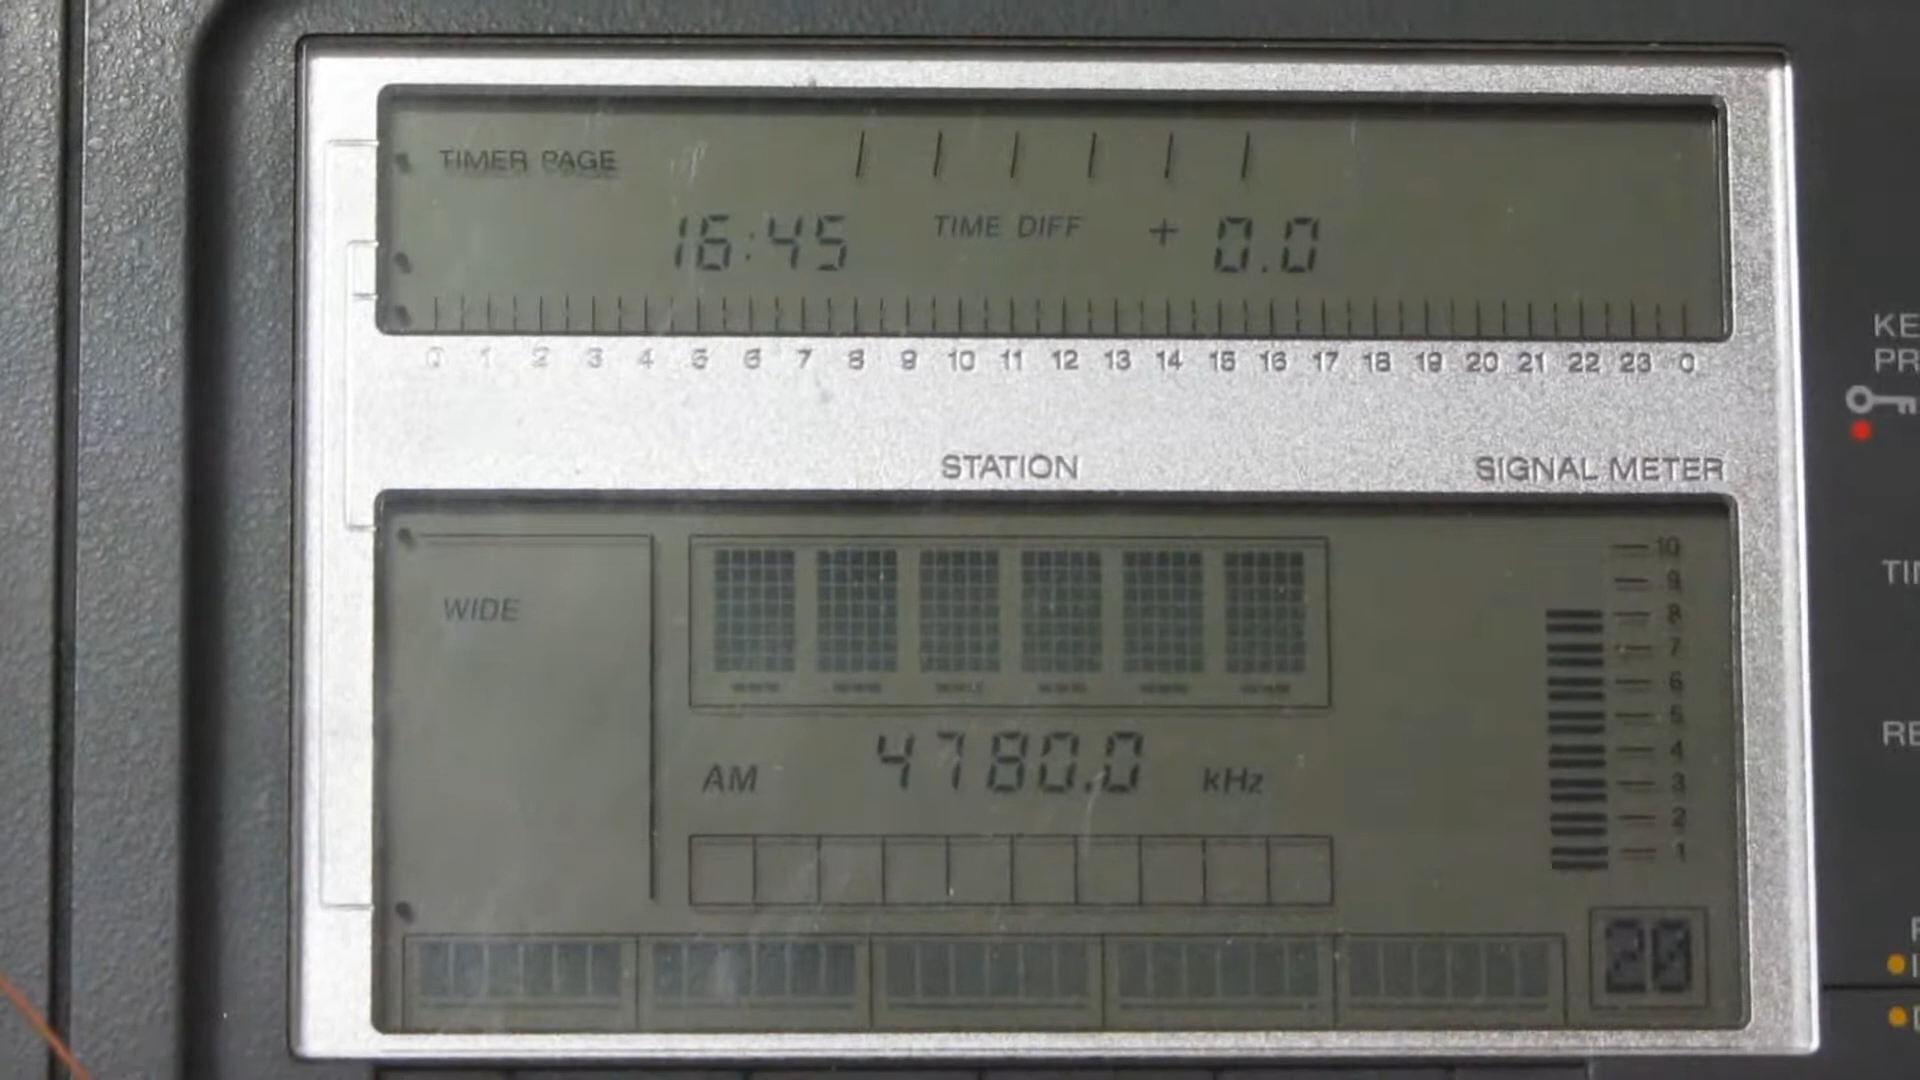 TIMER PAGE
16:45 TIME DIFF + 0.0
0 1 2 3 4 5 6 7 8 9 10 11 12 13 14 15 16 17 18 19 20 21 22 23 0
STATION
SIGNAL METER
WIDE
10
9
8
7
6
5
4
3
2
1
AM 4780.0 kHz
20
KE
PR
TI
RE